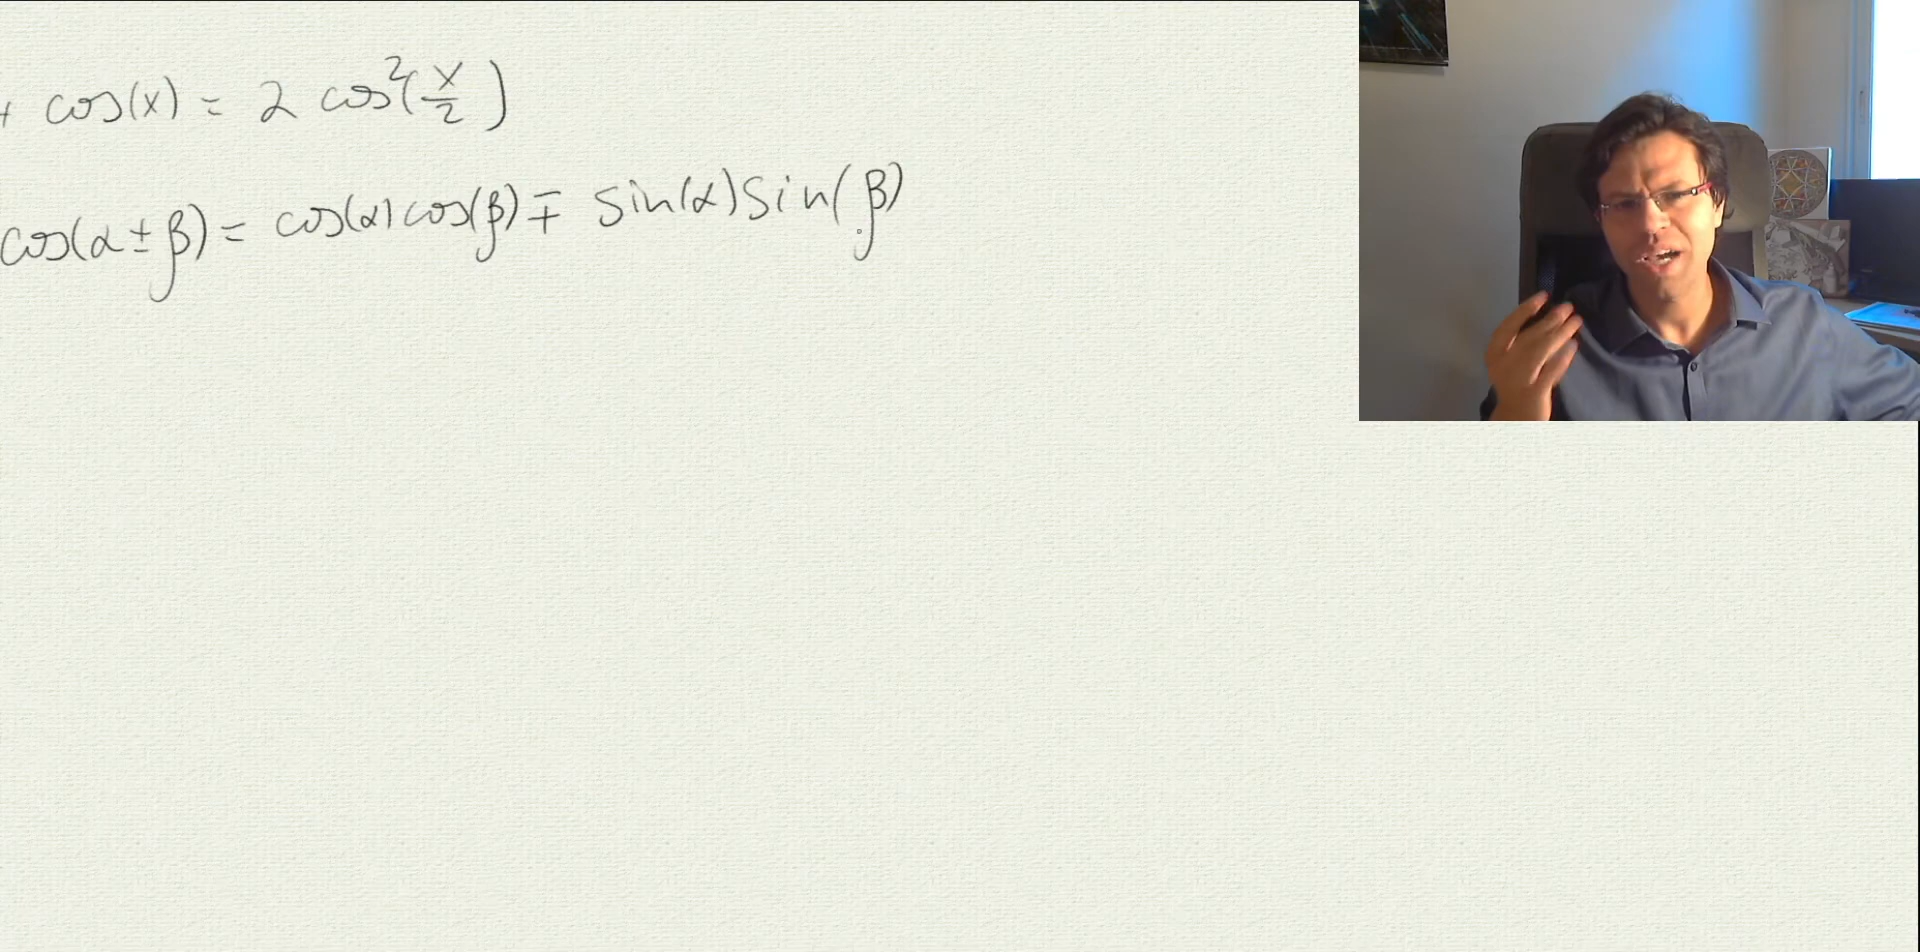 + cos(x) = 2 cos²(x/2)
cos(α ± β) = cos(α) cos(β) ∓ sin(α) sin(β)